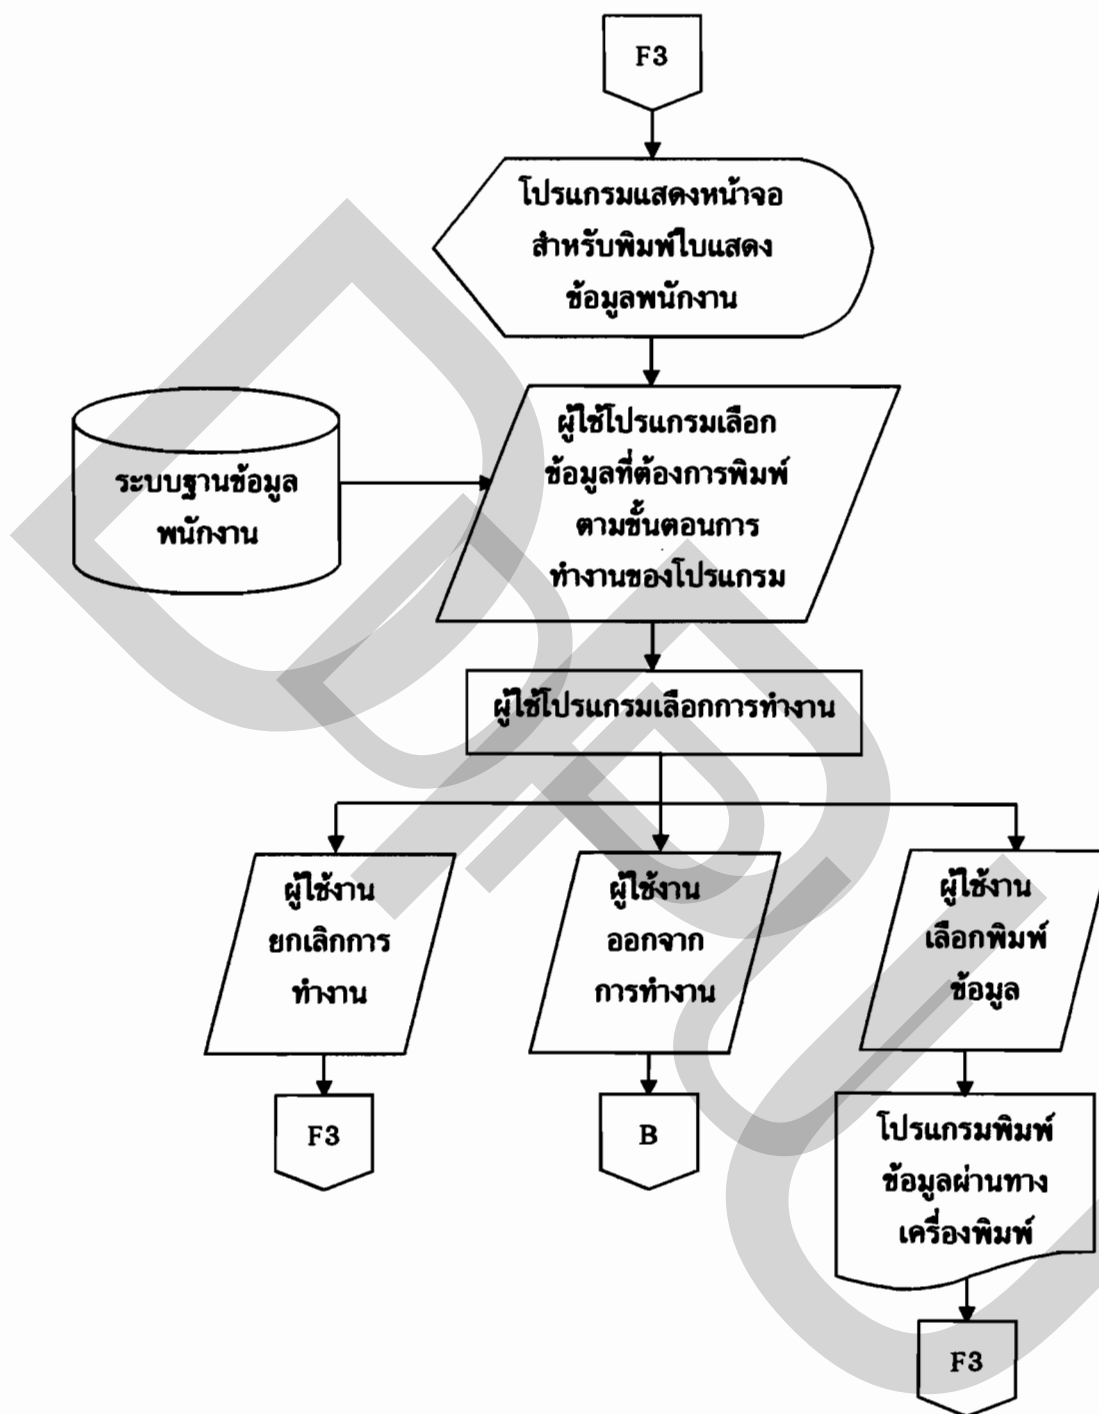 F3
โปรแกรมแสดงหน้าจอ
สำหรับพิมพ์ใบแสดง
ข้อมูลพนักงาน
ระบบฐานข้อมูล
พนักงาน
ผู้ใช้โปรแกรมเลือก
ข้อมูลที่ต้องการพิมพ์
ตามขั้นตอนการ
ทำงานของโปรแกรม
ผู้ใช้โปรแกรมเลือกการทำงาน
ผู้ใช้งาน
ยกเลิกการ
ทำงาน
F3
ผู้ใช้งาน
ออกจาก
การทำงาน
B
ผู้ใช้งาน
เลือกพิมพ์
ข้อมูล
โปรแกรมพิมพ์
ข้อมูลผ่านทาง
เครื่องพิมพ์
F3
DPU